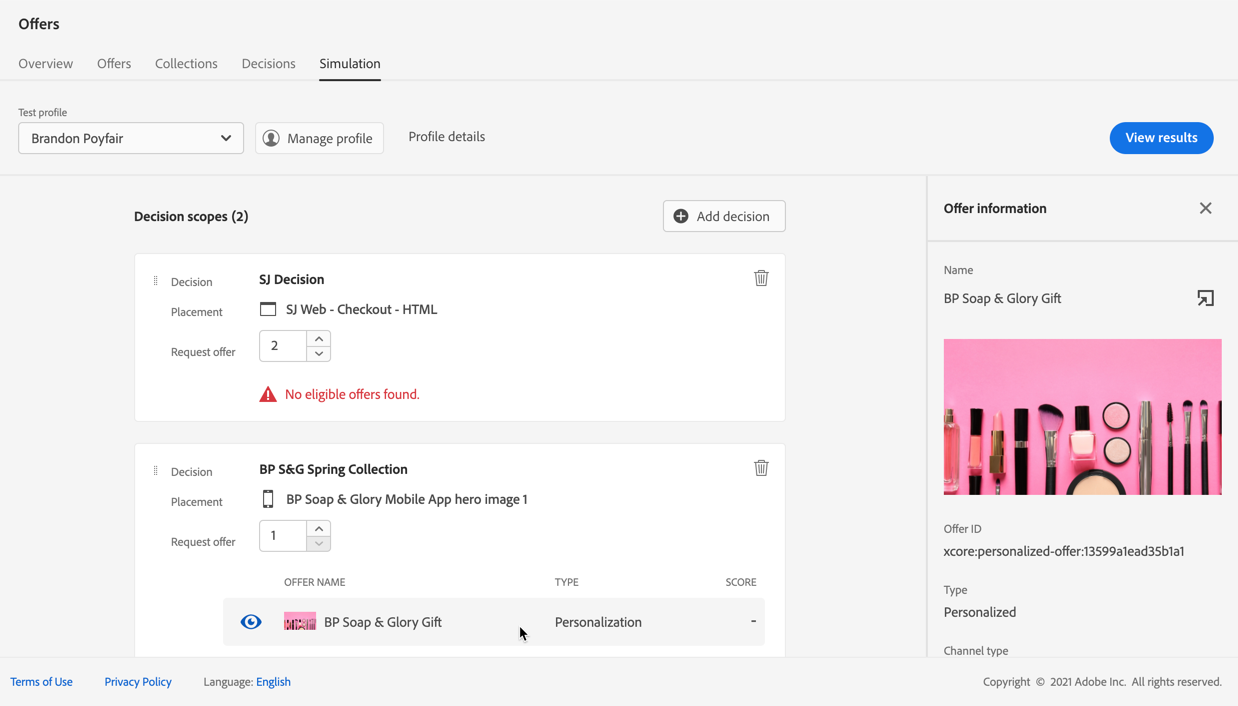 Offers
Overview Offers Collections Decisions Simulation
Test profile
Brandon Poyfair
Manage profile
Profile details
View results
Decision scopes (2)
Add decision
Decision SJ Decision
Placement SJ Web - Checkout - HTML
Request offer 2
No eligible offers found.
Decision BP S&G Spring Collection
Placement BP Soap & Glory Mobile App hero image 1
Request offer 1
OFFER NAME TYPE SCORE
BP Soap & Glory Gift Personalization -
Offer information
Name
BP Soap & Glory Gift
Offer ID
xcore:personalized-offer:13599a1ead35b1a1
Type
Personalized
Channel type
Terms of Use Privacy Policy Language: English Copyright © 2021 Adobe Inc. All rights reserved.